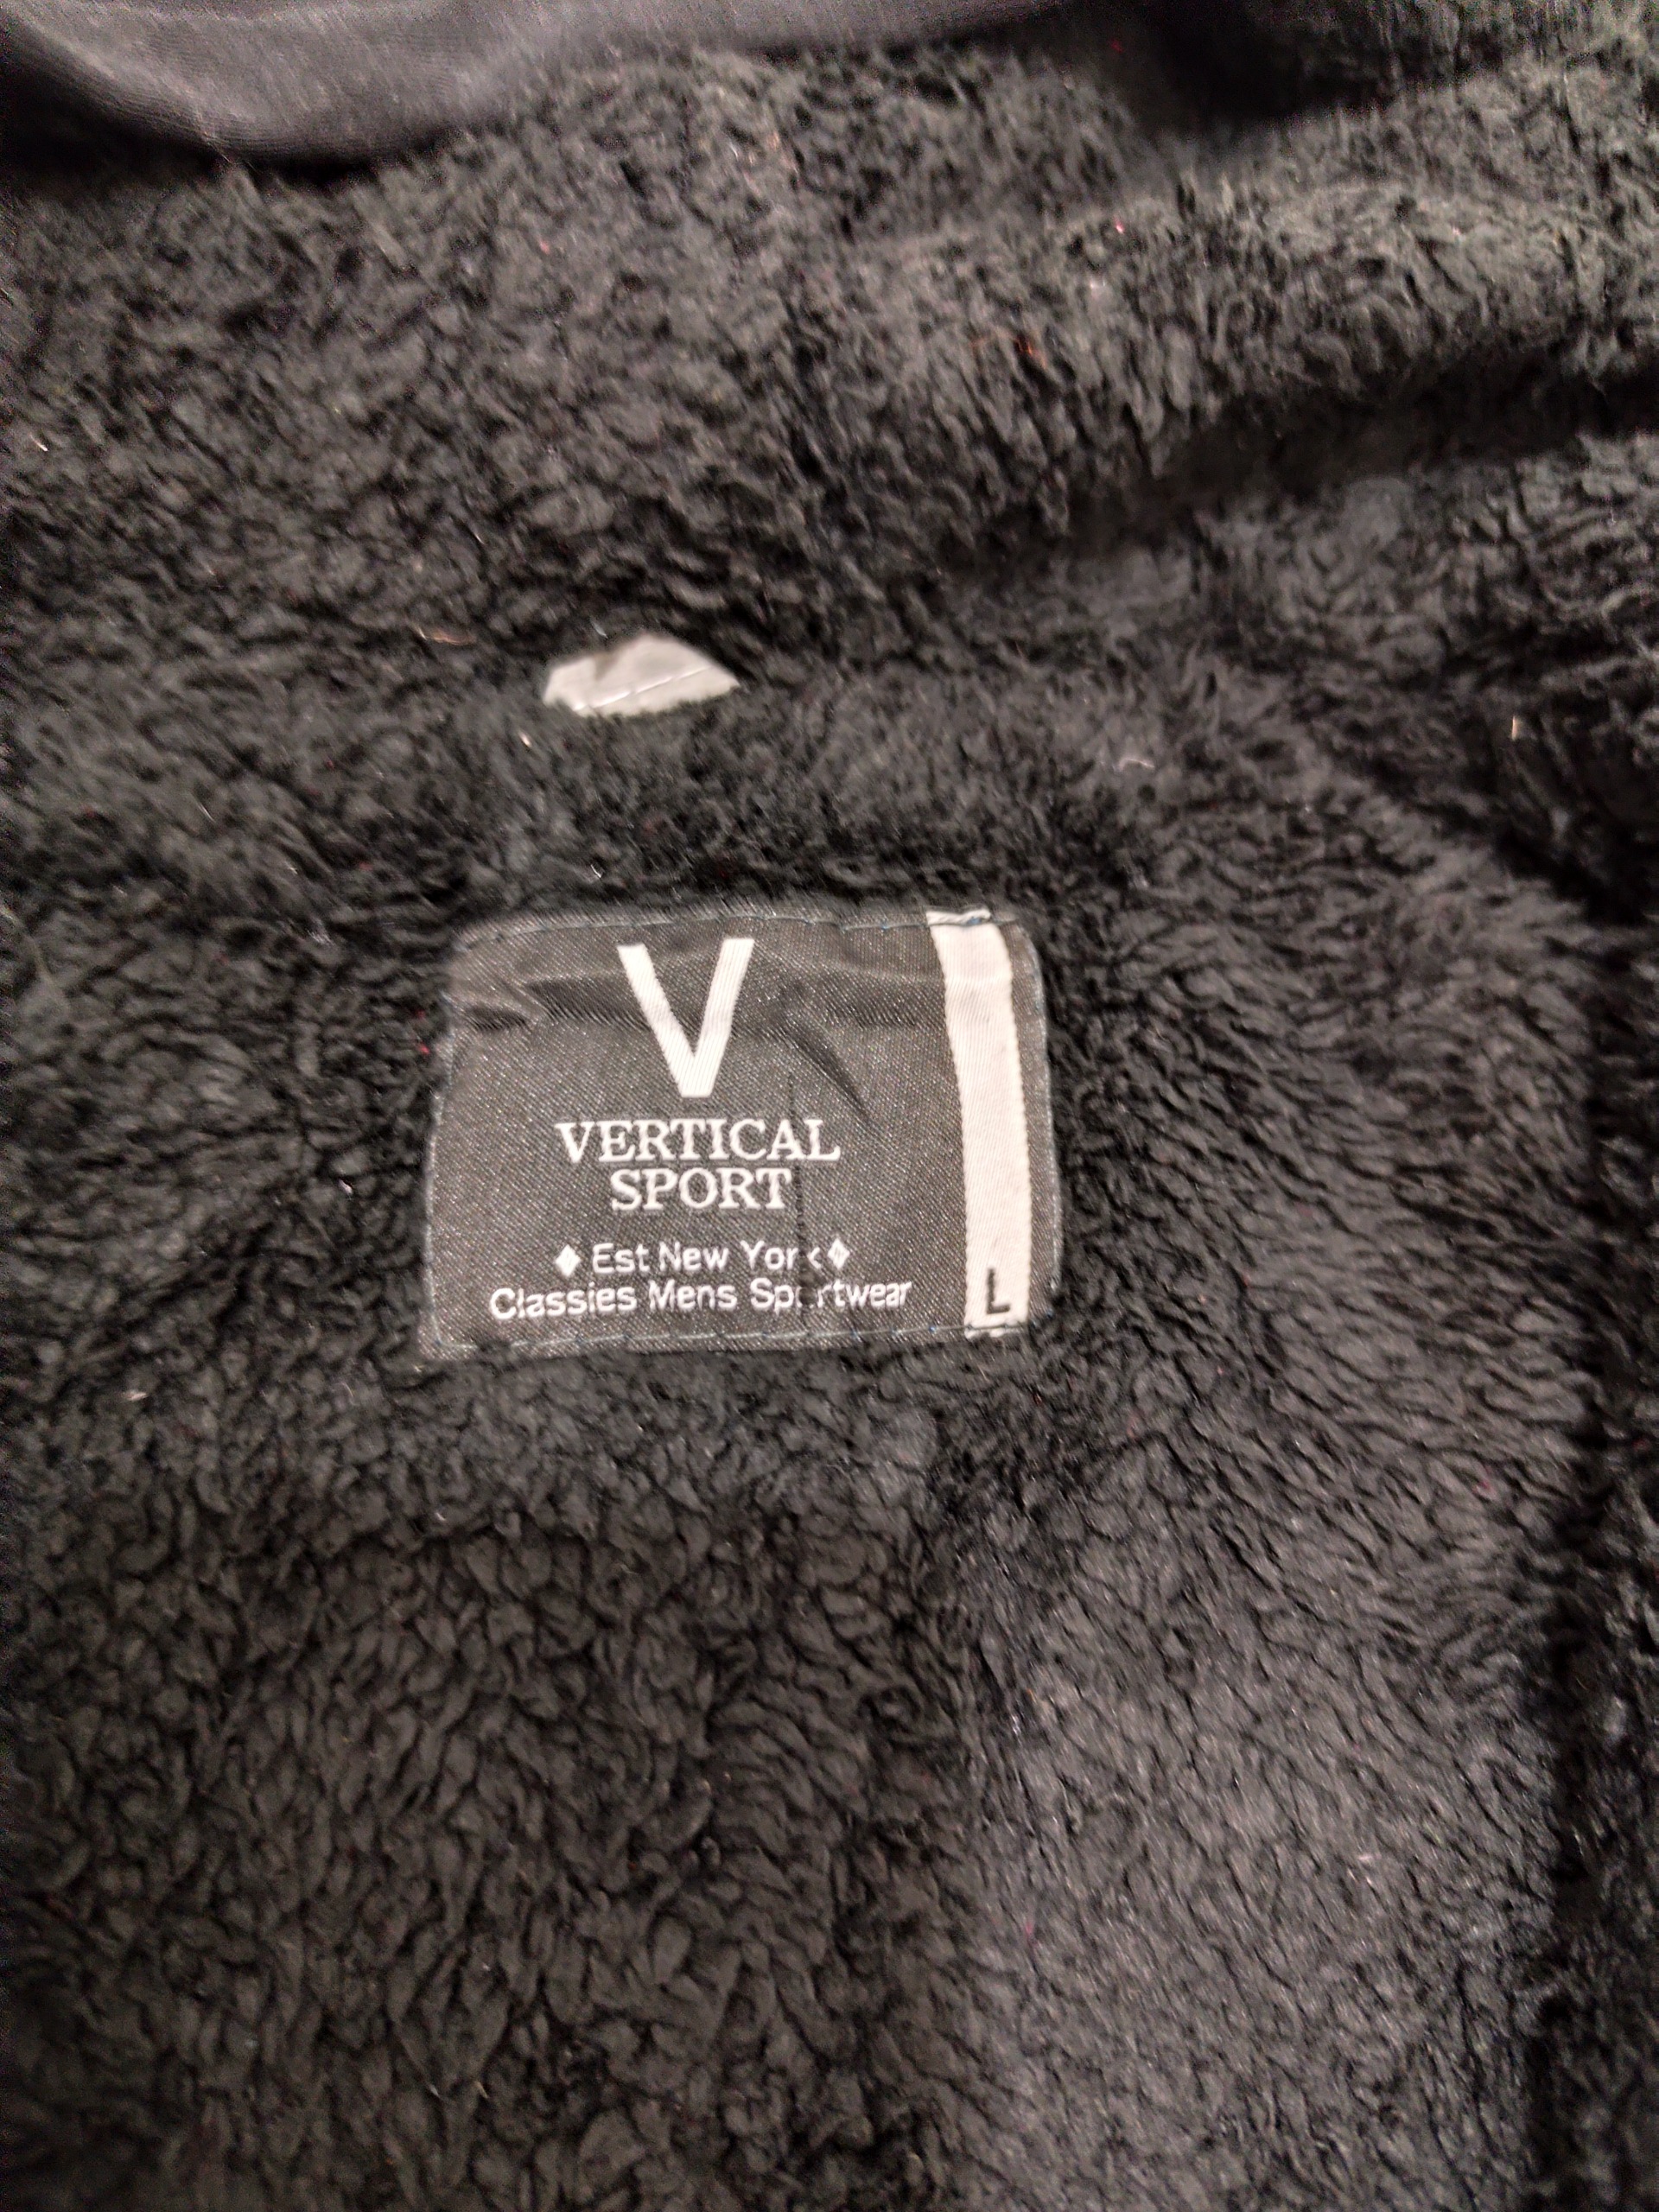 V
VERTICAL
SPORT
♦ Est New York ♦
Classies Mens Sportwear
L